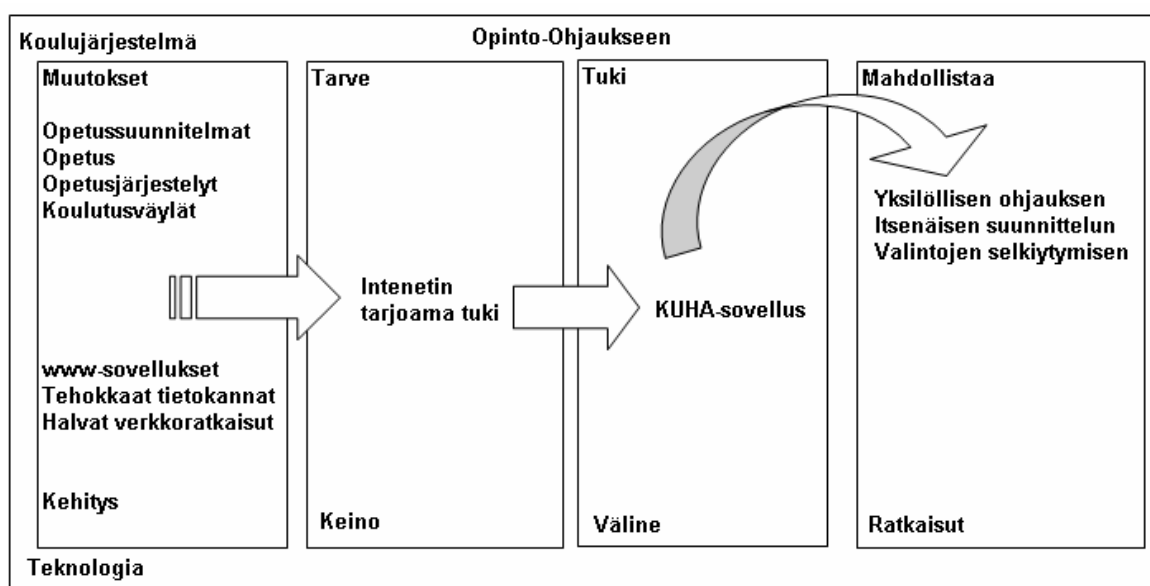 Koulujärjestelmä
Opinto-Ohjaukseen
Muutokset
Opetussuunnitelmat
Opetus
Opetusjärjestelyt
Koulutusväylät
www-sovellukset
Tehokkaat tietokannat
Halvat verkkoratkaisut
Kehitys
Tarve
Intenetin
tarjoama tuki
Keino
Tuki
KUHA-sovellus
Väline
Mahdollistaa
Yksilöllisen ohjauksen
Itsenäisen suunnittelun
Valintojen selkiytymisen
Ratkaisut
Teknologia